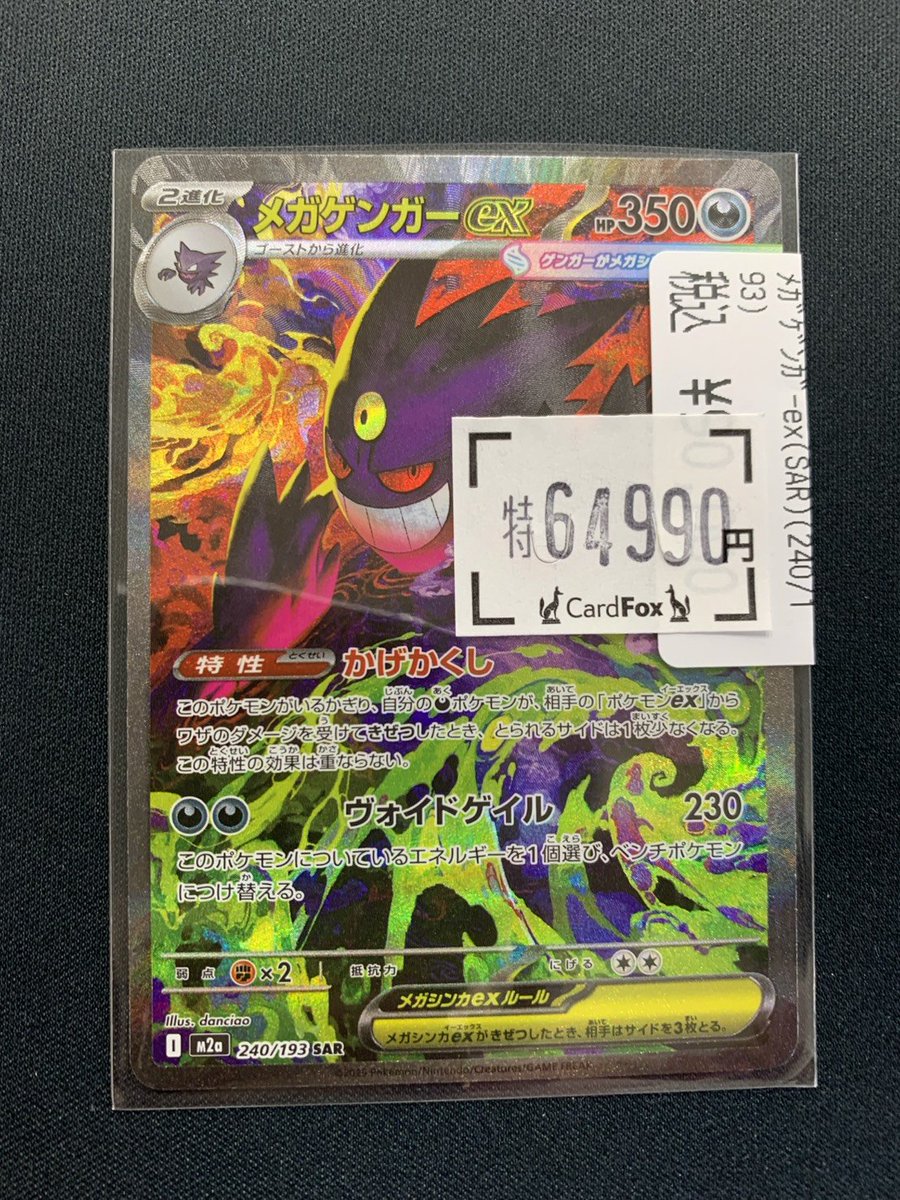 2進化
メガゲンガーex
HP350
ゴーストから進化
ゲンガーがメガシ
メガゲンガーex(SAR)(240/1
93)
税込
¥
特64990円
CardFox
特性
とくせい
かげかくし
このポケモンがいるかぎり、自分のポケモンが、相手の「ポケモンex」から
ワザのダメージを受けてきぜつしたとき、とられるサイドは1枚少なくなる。
この特性の効果は重ならない。
ヴォイドゲイル 230
このポケモンについているエネルギーを1個選び、ベンチポケモン
につけ替える。
弱点 ×2 抵抗力 にげる
メガシンカexルール
メガシンカexがきぜつしたとき、相手はサイドを3枚とる。
Illus. danciao
I M2a 240/193 SAR
©2025 Pokémon/Nintendo/Creatures/GAME FREAK